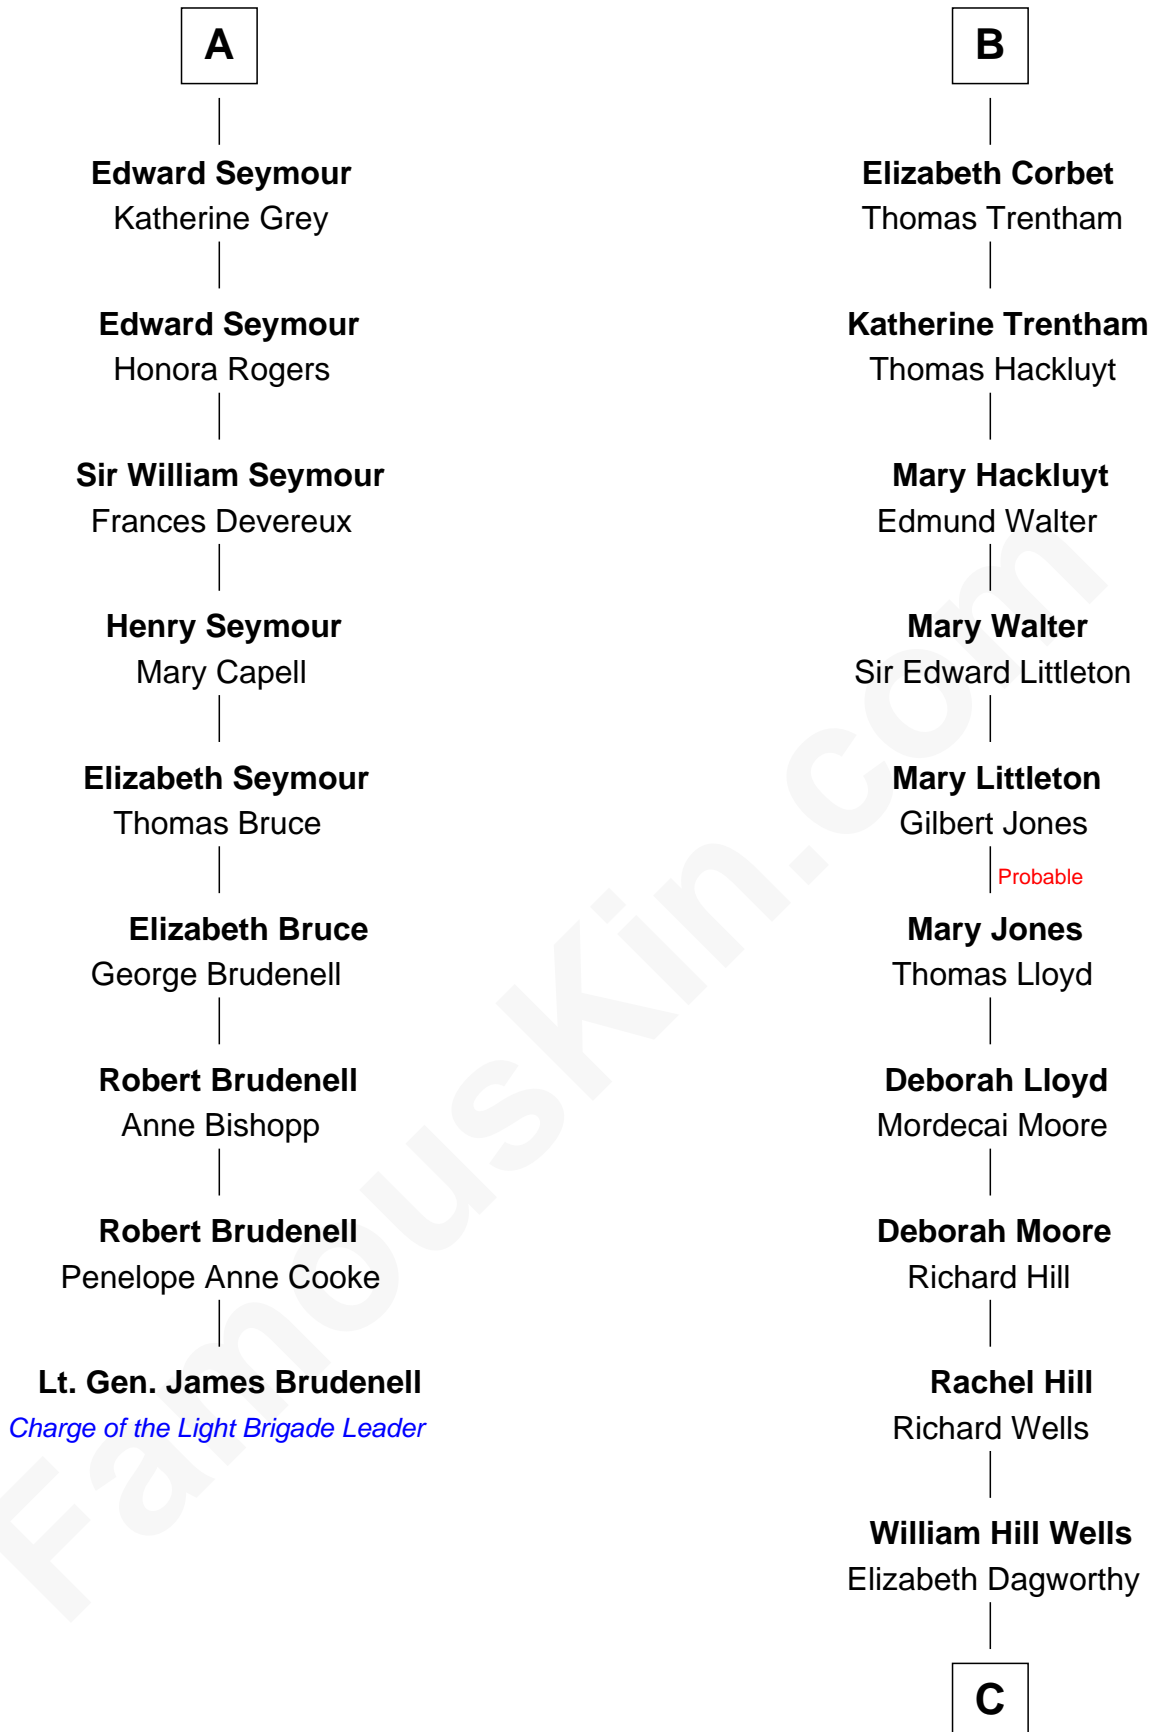 A
Edward Seymour
Katherine Grey
Edward Seymour
Honora Rogers
Sir William Seymour
Frances Devereux
Henry Seymour
Mary Capell
Elizabeth Seymour
Thomas Bruce
Elizabeth Bruce
George Brudenell
Robert Brudenell
Anne Bishopp
Robert Brudenell
Penelope Anne Cooke
Lt. Gen. James Brudenell
Charge of the Light Brigade Leader
B
Elizabeth Corbet
Thomas Trentham
Katherine Trentham
Thomas Hackluyt
Mary Hackluyt
Edmund Walter
Mary Walter
Sir Edward Littleton
Mary Littleton
Gilbert Jones
Probable
Mary Jones
Thomas Lloyd
Deborah Lloyd
Mordecai Moore
Deborah Moore
Richard Hill
Rachel Hill
Richard Wells
William Hill Wells
Elizabeth Dagworthy
C
FamousKin.com